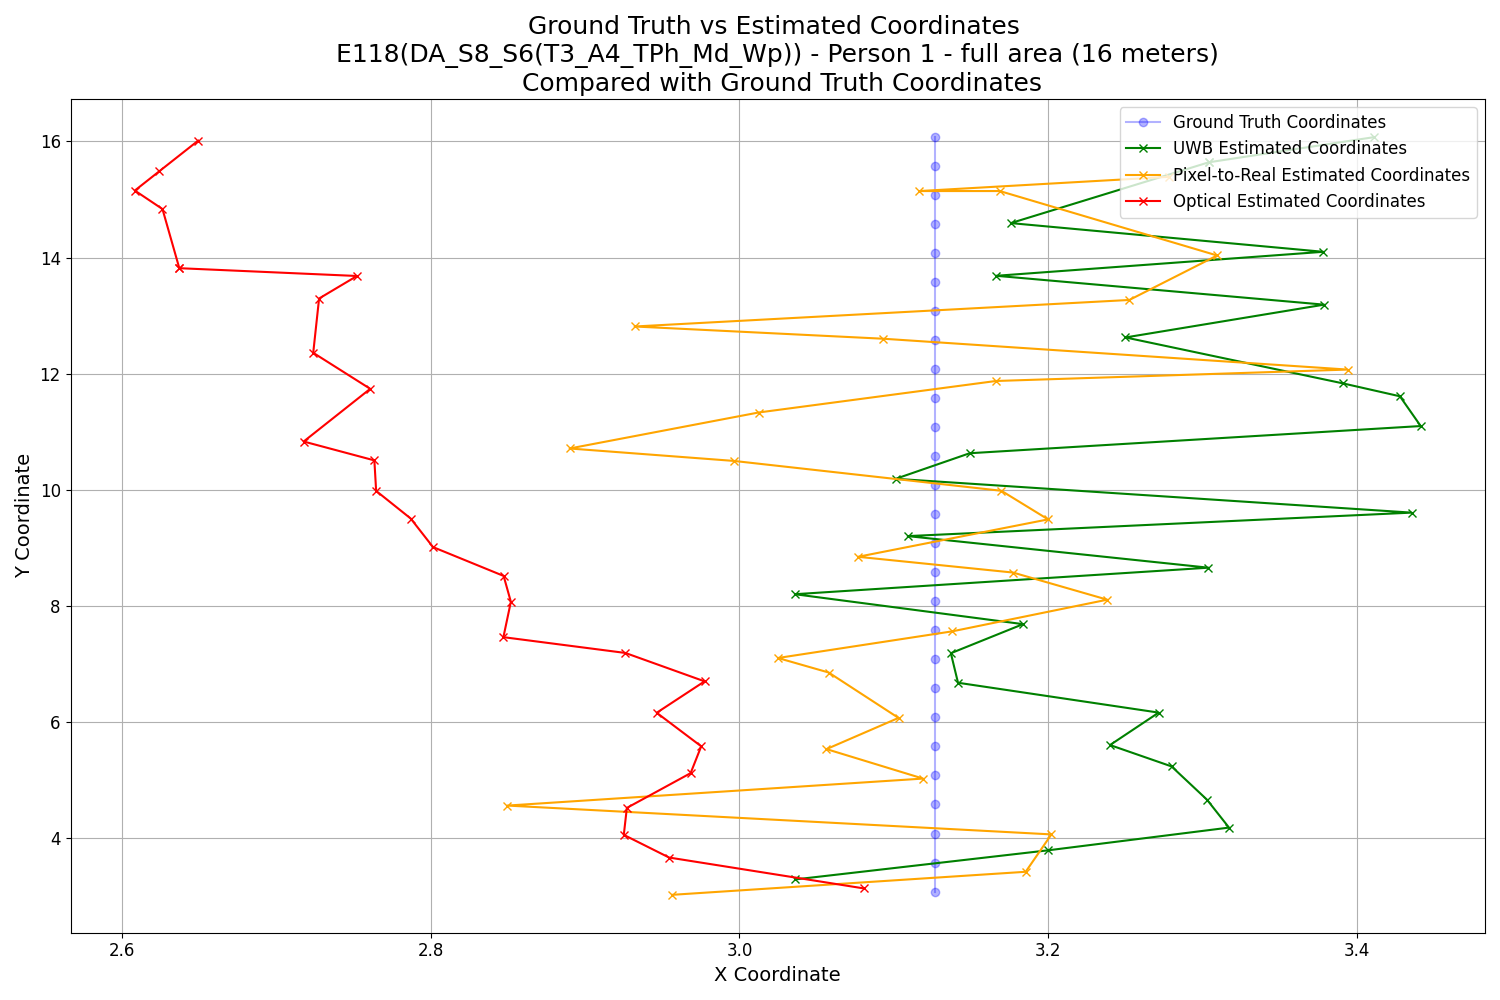 Ground Truth vs Estimated Coordinates
E118(DA_S8_S6(T3_A4_TPh_Md_Wp)) - Person 1 - full area (16 meters)
Compared with Ground Truth Coordinates
Ground Truth Coordinates
UWB Estimated Coordinates
Pixel-to-Real Estimated Coordinates
Optical Estimated Coordinates
Y Coordinate
16
14
12
10
8
6
4
2.6 2.8 3.0 3.2 3.4
X Coordinate